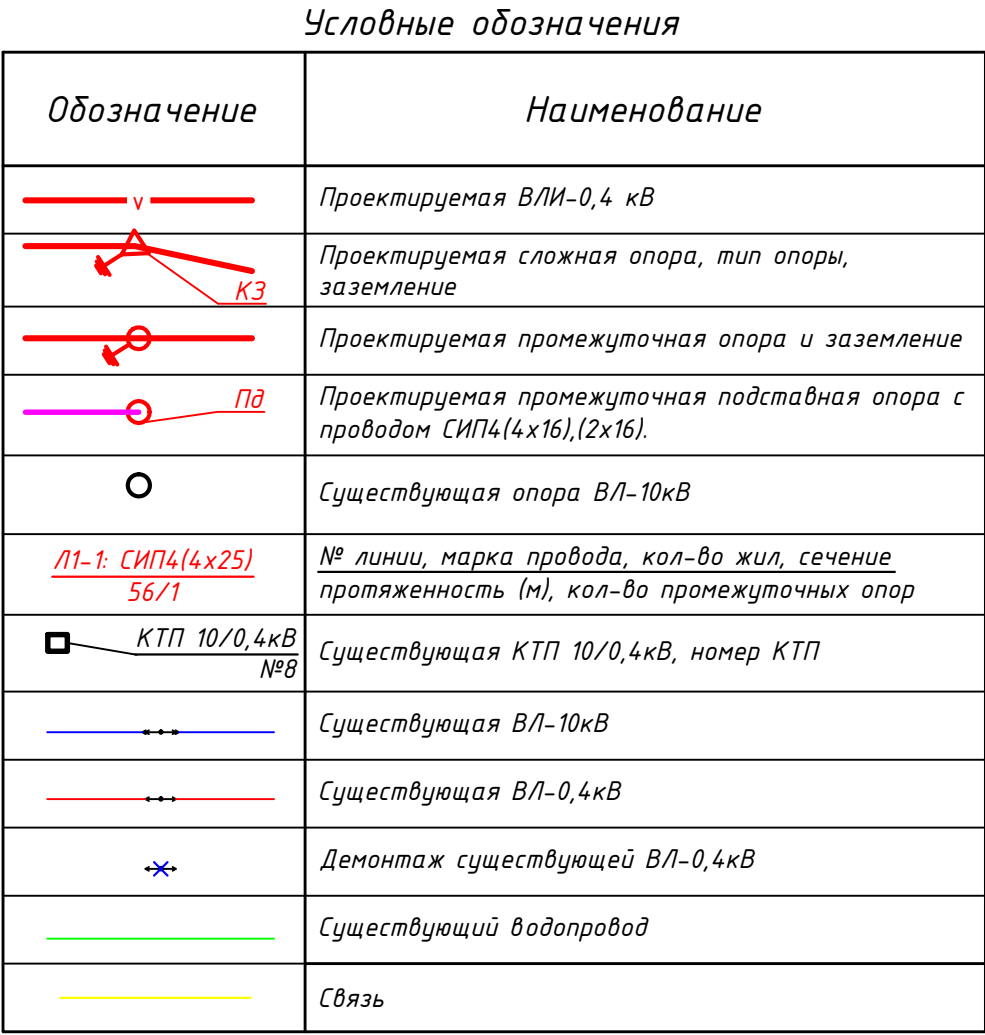 Условные обозначения
Обозначение
Наименование
v
Проектируемая ВЛИ-0,4 кВ
К3
Проектируемая сложная опора, тип опоры,
заземление
Проектируемая промежуточная опора и заземление
Пд
Проектируемая промежуточная подставная опора с
проводом СИП4(4х16),(2х16).
Существующая опора ВЛ-10кВ
Л1-1: СИП4(4х25)
56/1
№ линии, марка провода, кол-во жил, сечение
протяженность (м), кол-во промежуточных опор
КТП 10/0,4кВ
№8
Существующая КТП 10/0,4кВ, номер КТП
Существующая ВЛ-10кВ
Существующая ВЛ-0,4кВ
Демонтаж существующей ВЛ-0,4кВ
Существующий водопровод
Связь